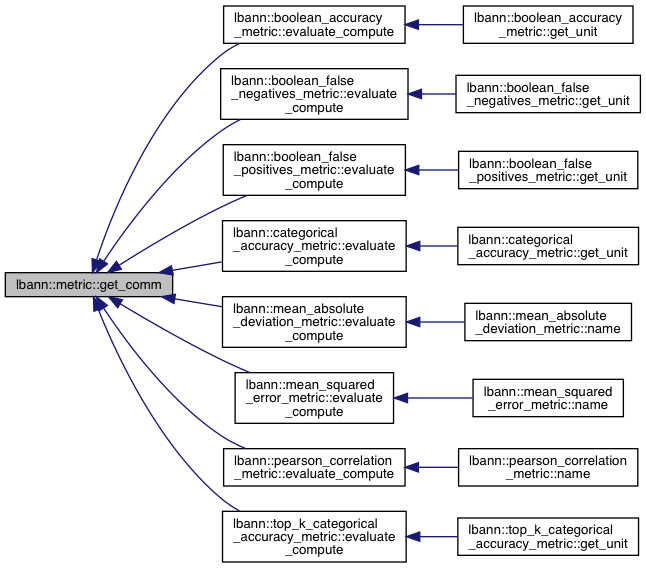 lbann::boolean_accuracy
_metric::evaluate_compute
lbann::boolean_accuracy
_metric::get_unit
lbann::boolean_false
_negatives_metric::evaluate
_compute
lbann::boolean_false
_negatives_metric::get_unit
lbann::boolean_false
_positives_metric::evaluate
_compute
lbann::boolean_false
_positives_metric::get_unit
lbann::categorical
_accuracy_metric::evaluate
_compute
lbann::categorical
_accuracy_metric::get_unit
lbann::metric::get_comm
lbann::mean_absolute
_deviation_metric::evaluate
_compute
lbann::mean_absolute
_deviation_metric::name
lbann::mean_squared
_error_metric::evaluate
_compute
lbann::mean_squared
_error_metric::name
lbann::pearson_correlation
_metric::evaluate_compute
lbann::pearson_correlation
_metric::name
lbann::top_k_categorical
_accuracy_metric::evaluate
_compute
lbann::top_k_categorical
_accuracy_metric::get_unit